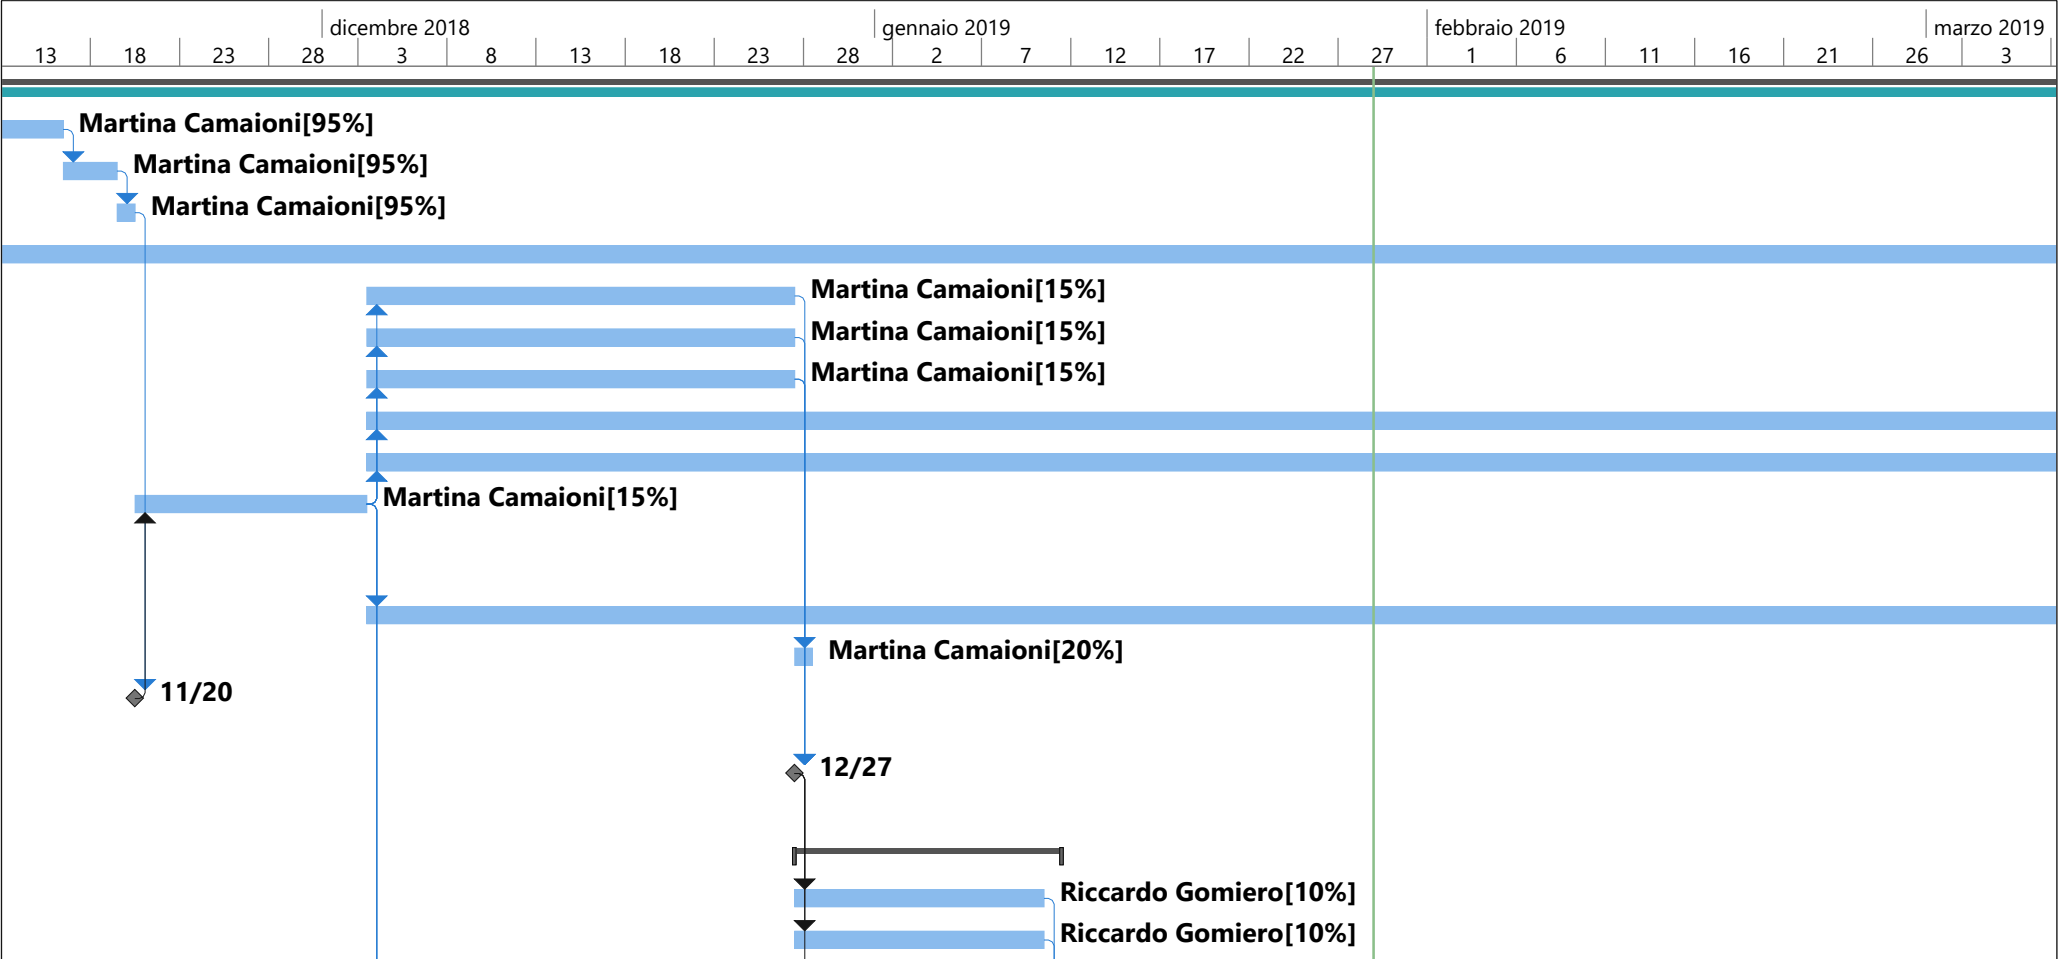 dicembre 2018 gennaio 2019 febbraio 2019 marzo 2019
13 18 23 28 3 8 13 18 23 28 2 7 12 17 22 27 1 6 11 16 21 26 3
Martina Camaioni[95%]
Martina Camaioni[95%]
Martina Camaioni[95%]
Martina Camaioni[15%]
Martina Camaioni[15%]
Martina Camaioni[15%]
Martina Camaioni[15%]
Martina Camaioni[20%]
11/20
12/27
Riccardo Gomiero[10%]
Riccardo Gomiero[10%]